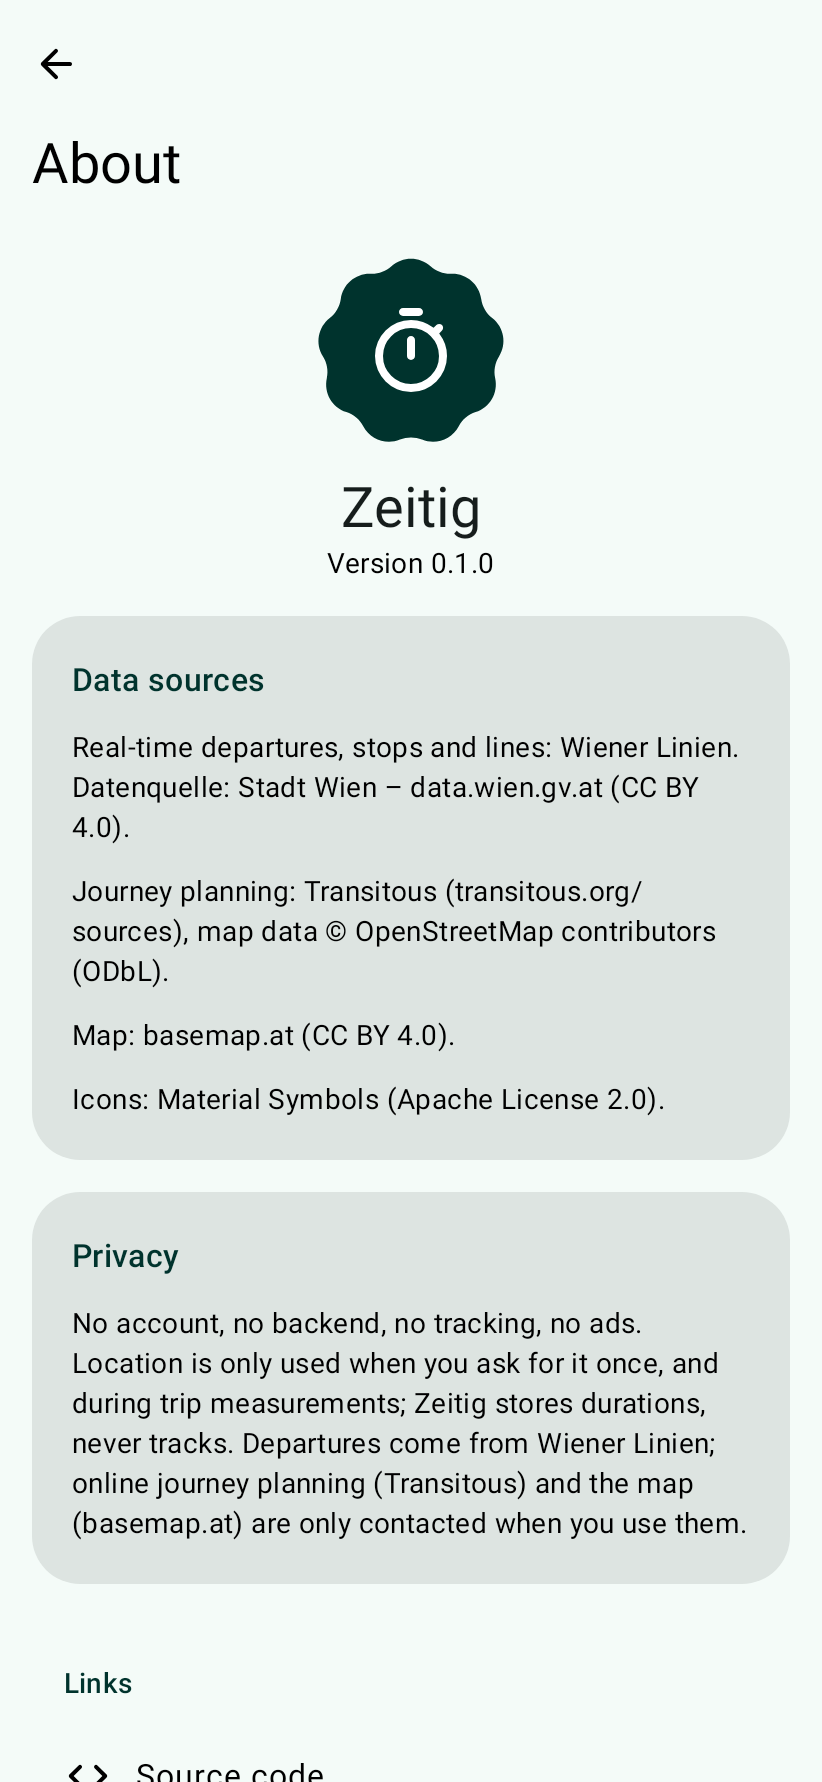 About
Zeitig
Version 0.1.0
Data sources
Real-time departures, stops and lines: Wiener Linien.
Datenquelle: Stadt Wien – data.wien.gv.at (CC BY
4.0).
Journey planning: Transitous (transitous.org/
sources), map data © OpenStreetMap contributors
(ODbL).
Map: basemap.at (CC BY 4.0).
Icons: Material Symbols (Apache License 2.0).
Privacy
No account, no backend, no tracking, no ads.
Location is only used when you ask for it once, and
during trip measurements; Zeitig stores durations,
never tracks. Departures come from Wiener Linien;
online journey planning (Transitous) and the map
(basemap.at) are only contacted when you use them.
Links
Source code